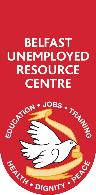 BELFAST
UNEMPLOYED
RESOURCE
CENTRE
EDUCATION • JOBS • TRAINING
HEALTH • DIGNITY • PEACE